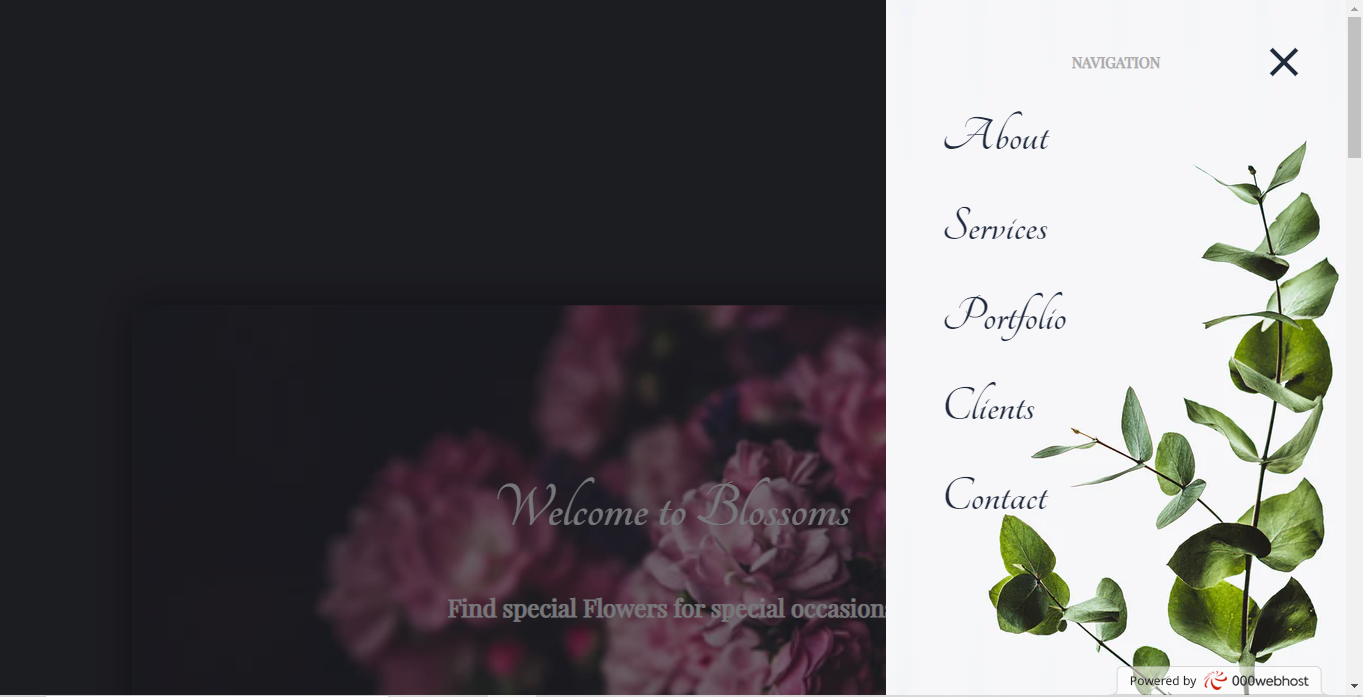 NAVIGATION
About
Services
Portfolio
Clients
Contact
Welcome to Blossoms
Find special Flowers for special occasions
Powered by 000webhost